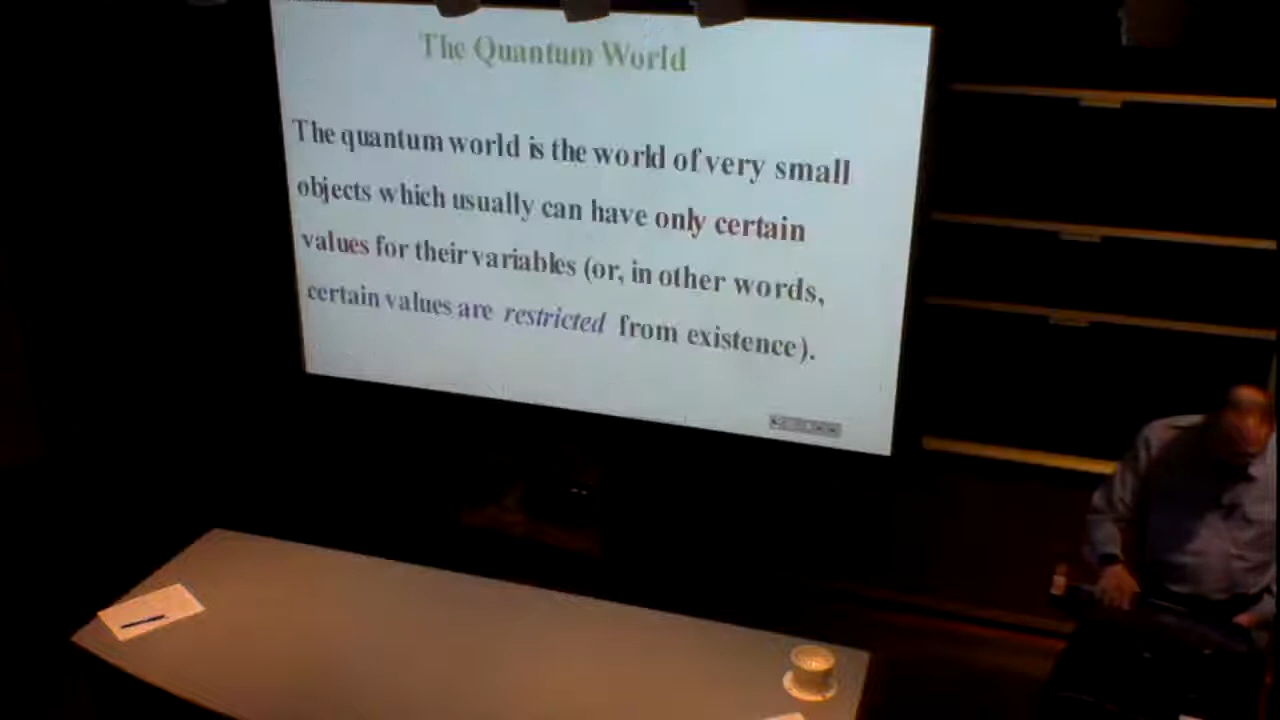 The Quantum World
The quantum world is the world of very small
objects which usually can have only certain
values for their variables (or, in other words,
certain values are restricted from existence).